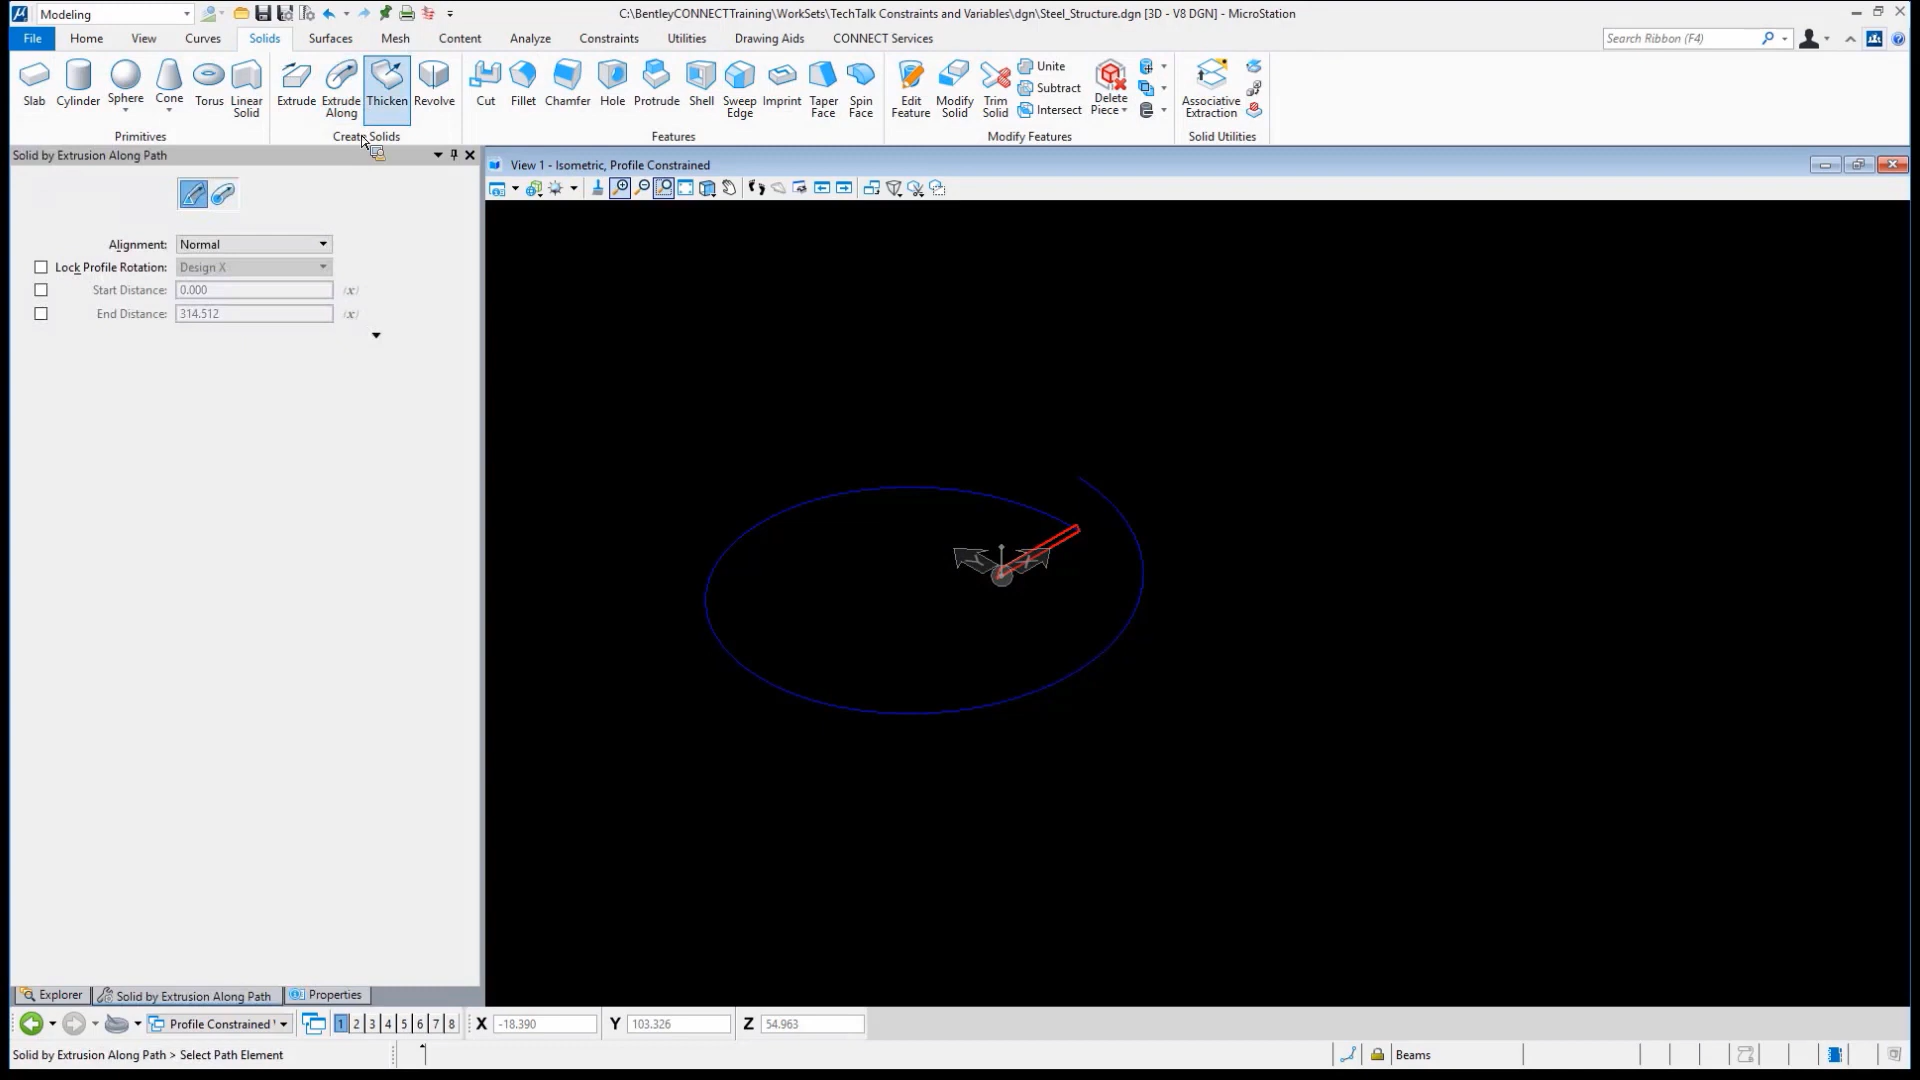 Modeling
C:\BentleyCONNECTTraining\WorkSets\TechTalk Constraints and Variables\dgn\Steel_Structure.dgn [3D - V8 DGN] - MicroStation
File Home View Curves Solids Surfaces Mesh Content Analyze Constraints Utilities Drawing Aids CONNECT Services Search Ribbon (F4)
Slab Cylinder Sphere Cone Torus Linear Solid Extrude Extrude Along Thicken Revolve Cut Fillet Chamfer Hole Protrude Shell Sweep Edge Imprint Taper Face Spin Face Edit Feature Modify Solid Trim Solid Unite Subtract Intersect Delete Piece Associative Extraction
Primitives Create Solids Features Modify Features Solid Utilities
Solid by Extrusion Along Path
View 1 - Isometric, Profile Constrained
Alignment: Normal
Lock Profile Rotation: Design X
Start Distance: 0.000 (x)
End Distance: 314.512 (x)
Explorer Solid by Extrusion Along Path Properties
Profile Constrained 1 2 3 4 5 6 7 8 X -18.390 Y 103.326 Z 54.963
Solid by Extrusion Along Path > Select Path Element Beams